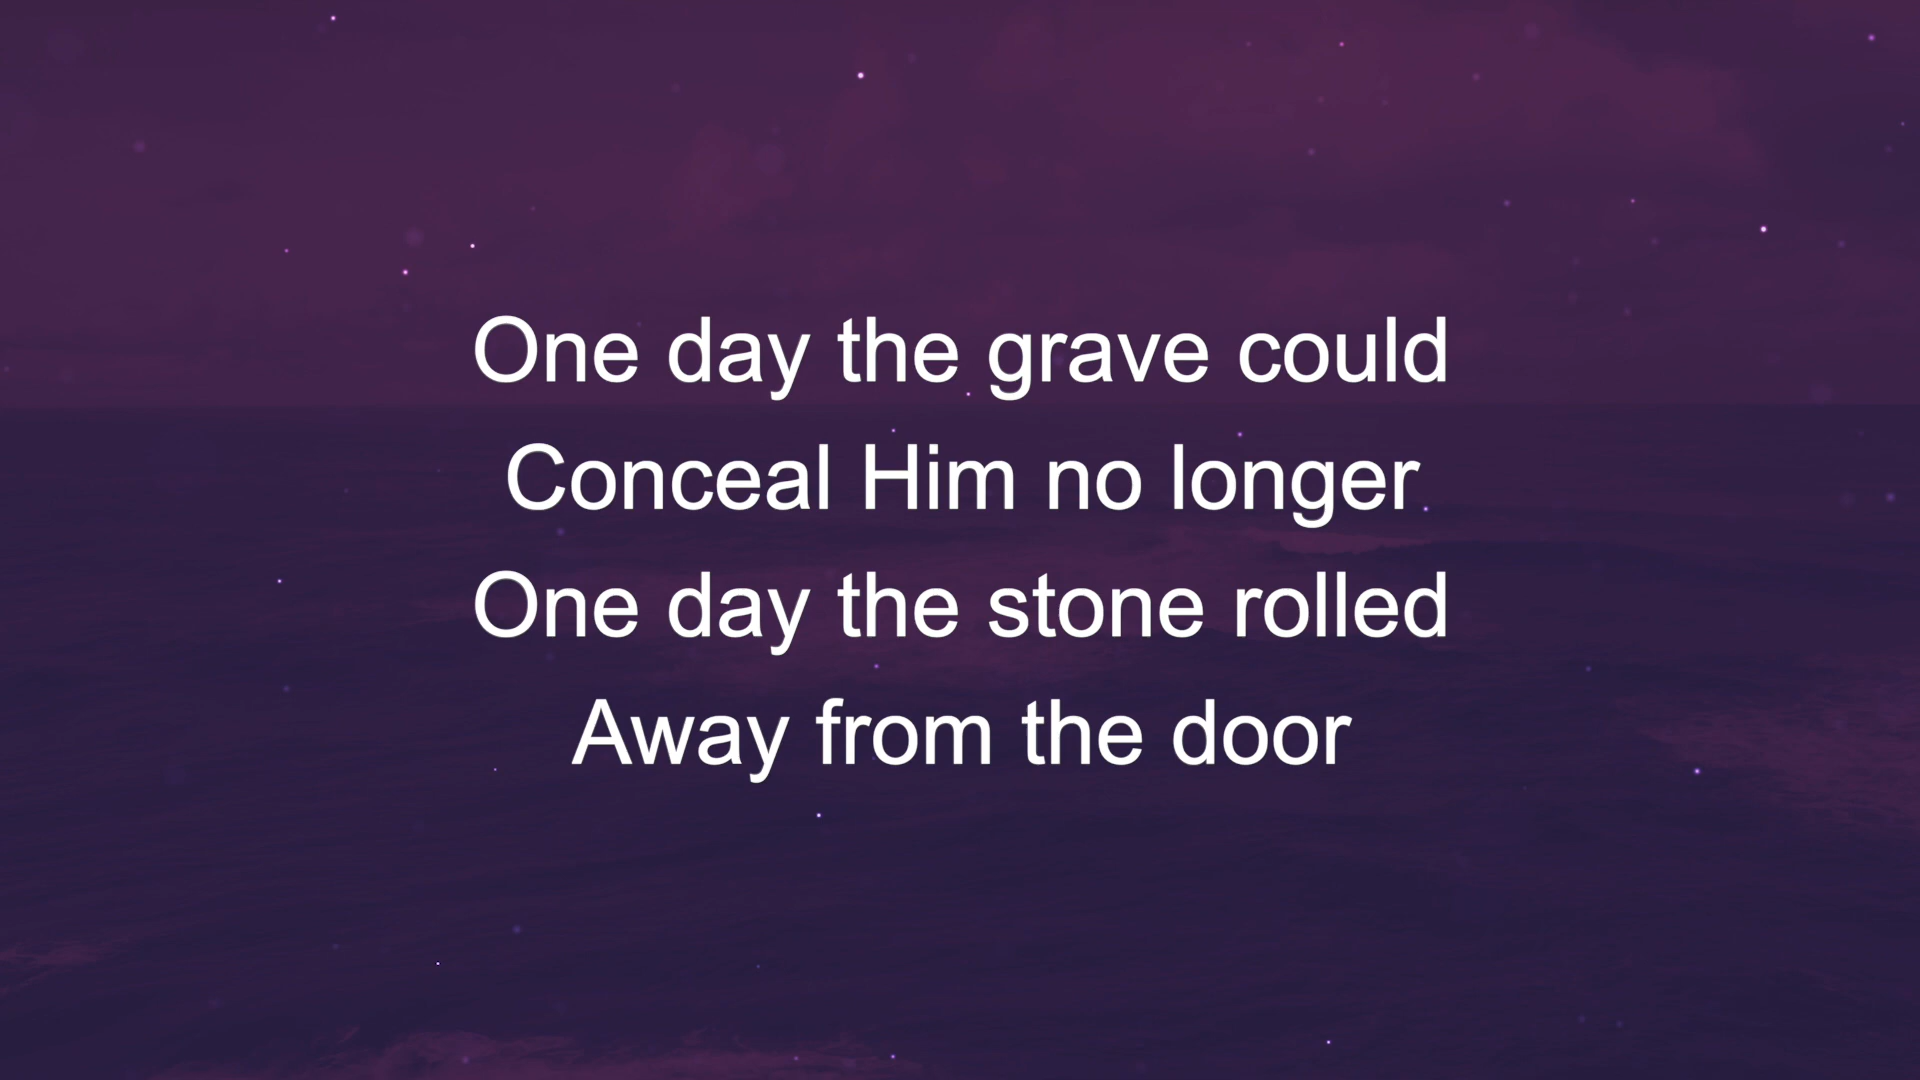 One day the grave could
Conceal Him no longer
One day the stone rolled
Away from the door